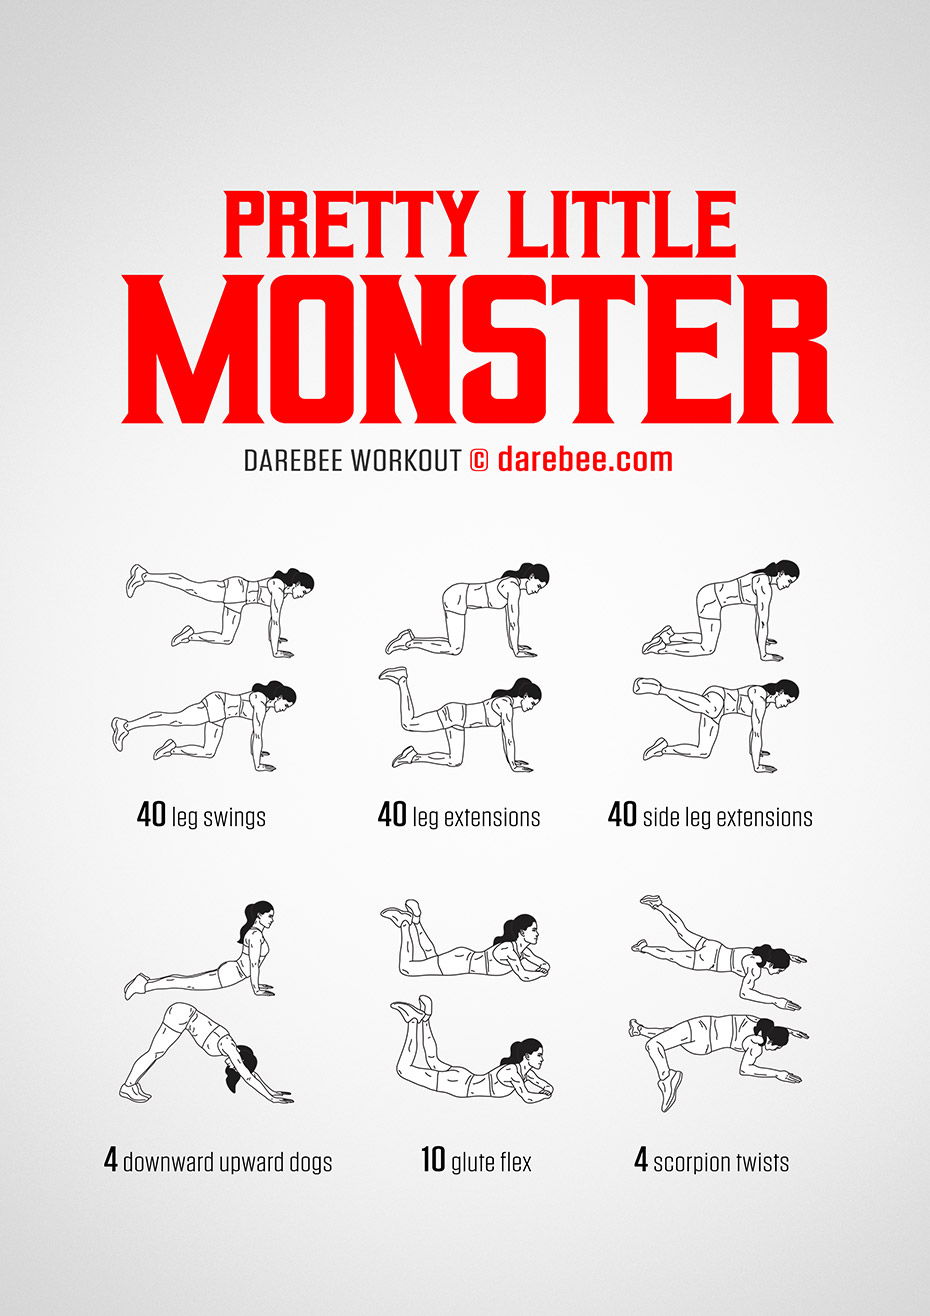 PRETTY LITTLE
MONSTER
DAREBEE WORKOUT © darebee.com
40 leg swings
40 leg extensions
40 side leg extensions
4 downward upward dogs
10 glute flex
4 scorpion twists